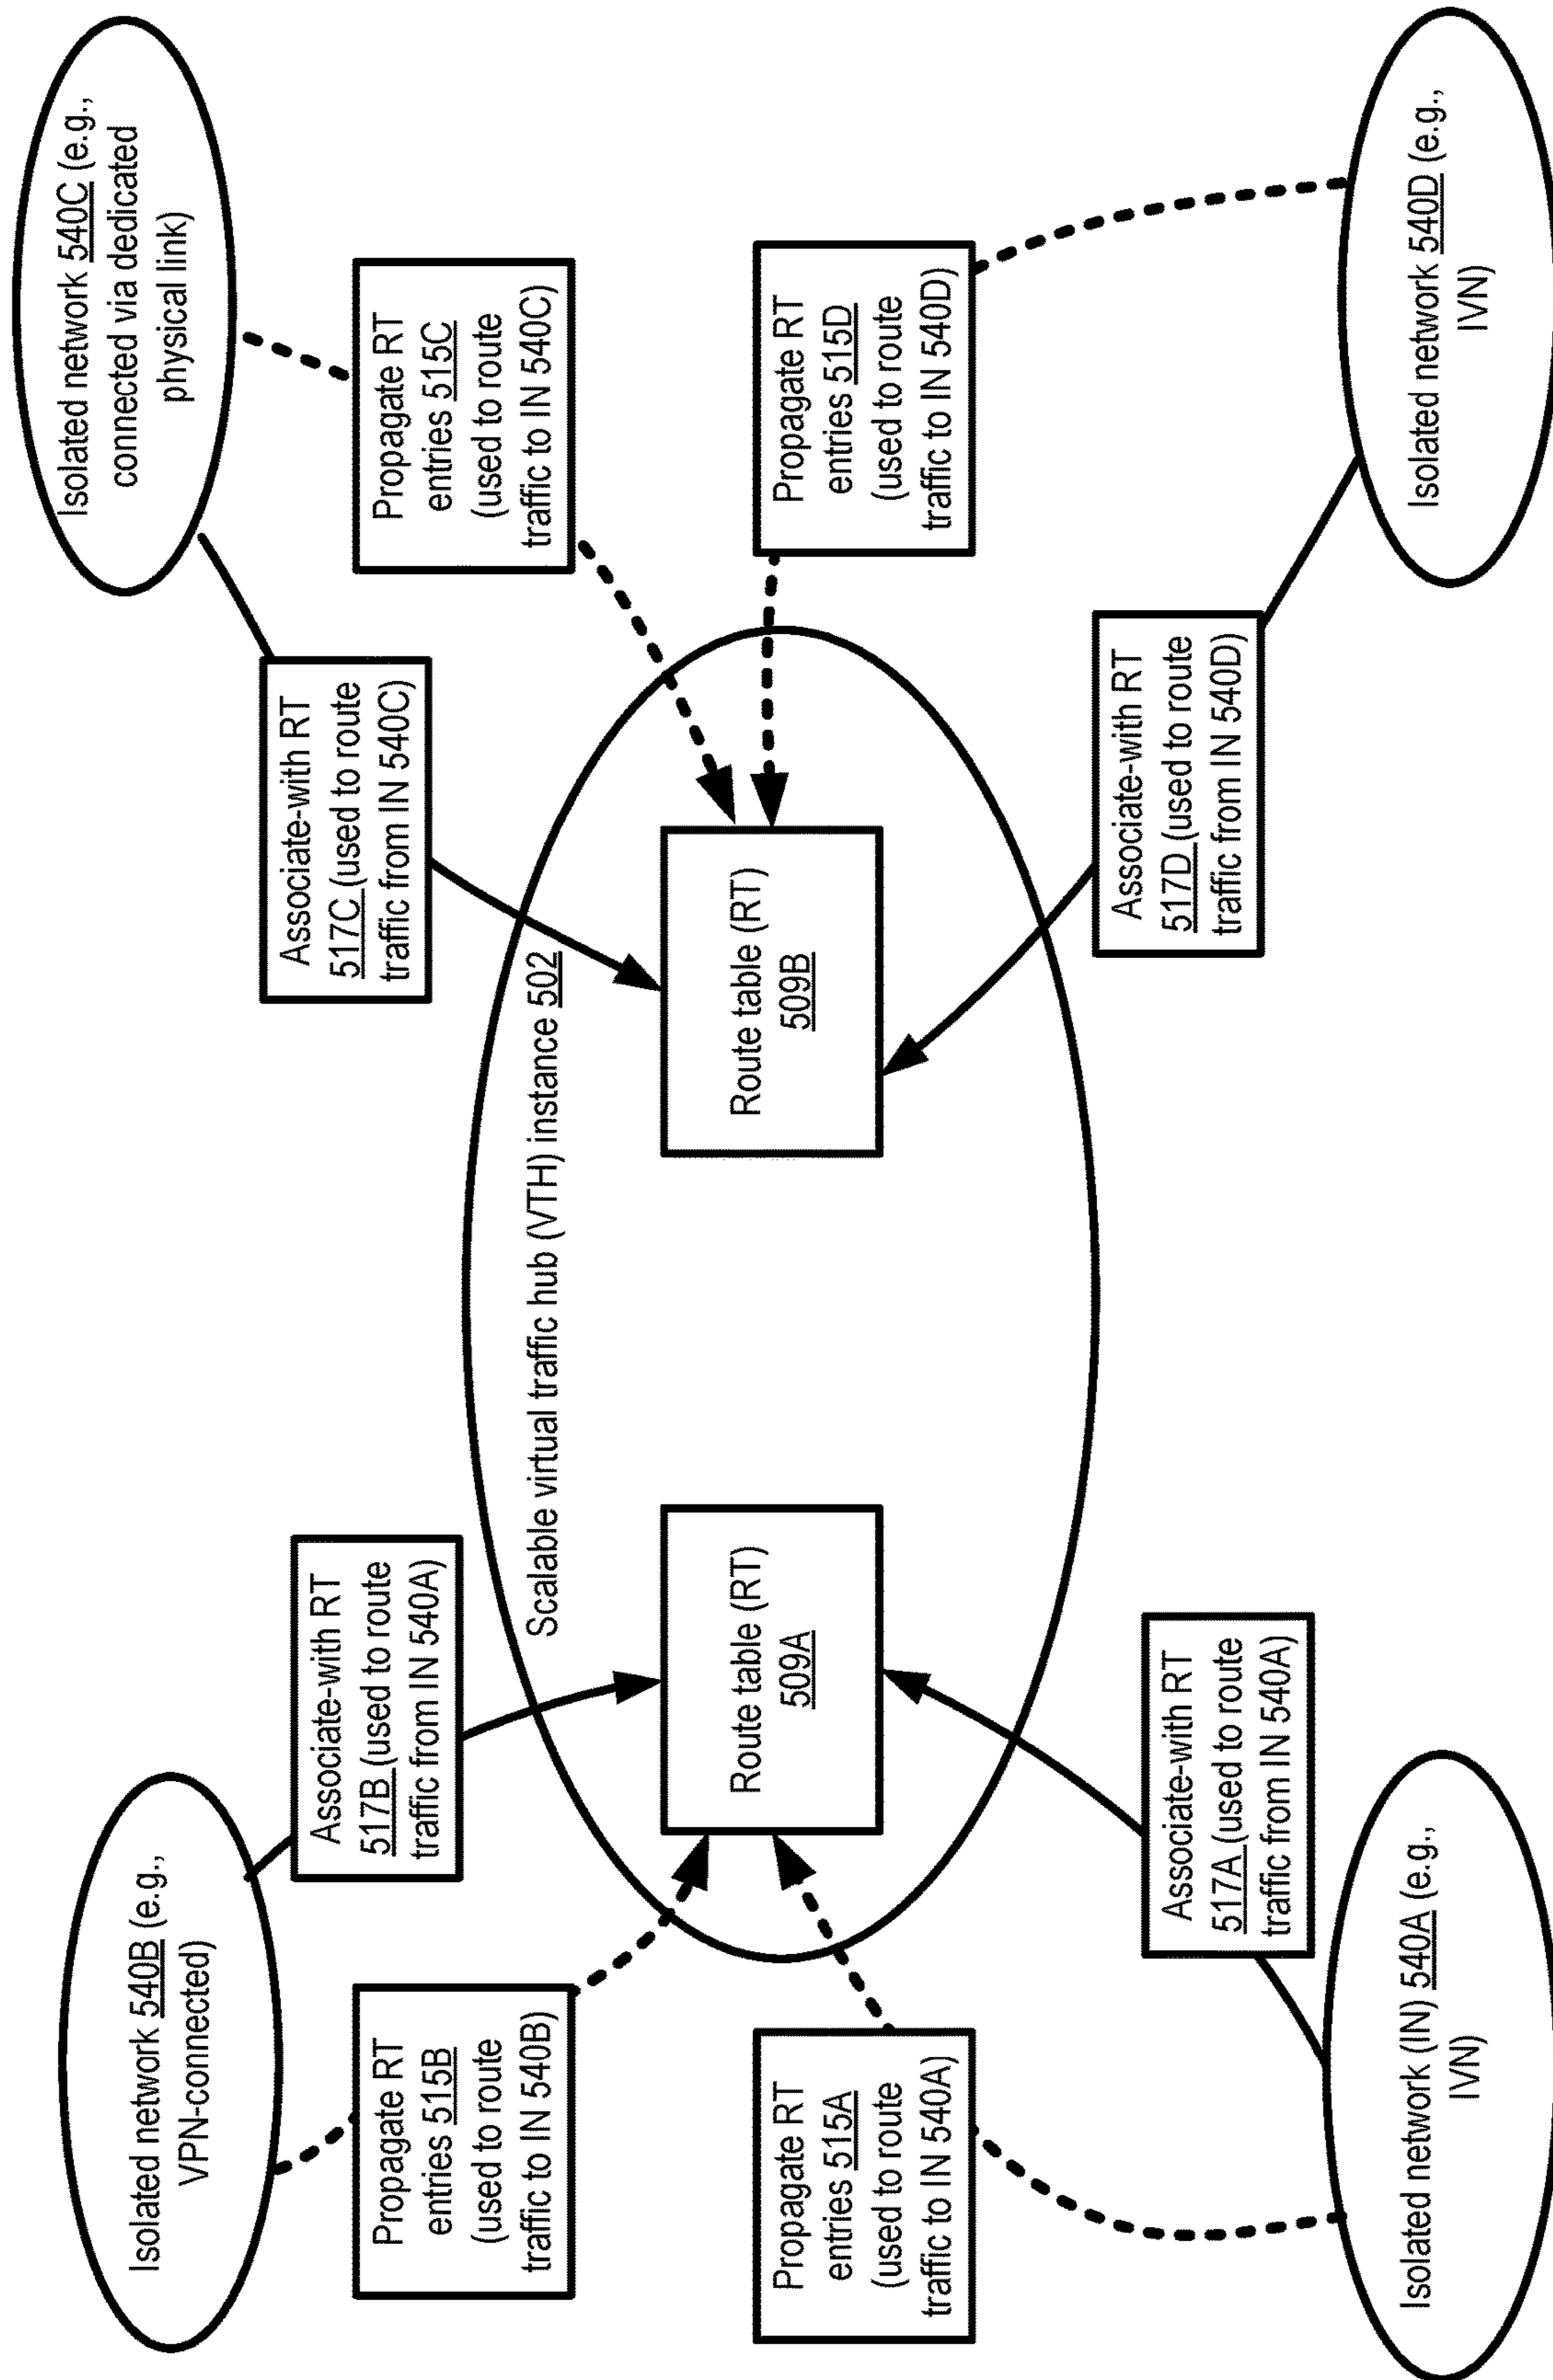 Isolated network 540B (e.g.,
VPN-connected)
Isolated network 540C (e.g.,
connected via dedicated
physical link)
Associate-with RT
517B (used to route
traffic from IN 540A)
Associate-with RT
517C (used to route
traffic from IN 540C)
Propagate RT
entries 515B
(used to route
traffic to IN 540B)
Propagate RT
entries 515C
(used to route
traffic to IN 540C)
Scalable virtual traffic hub (VTH) instance 502
Route table (RT)
509A
Route table (RT)
509B
Propagate RT
entries 515A
(used to route
traffic to IN 540A)
Propagate RT
entries 515D
(used to route
traffic to IN 540D)
Associate-with RT
517A (used to route
traffic from IN 540A)
Associate-with RT
517D (used to route
traffic from IN 540D)
Isolated network (IN) 540A (e.g.,
IVN)
Isolated network 540D (e.g.,
IVN)